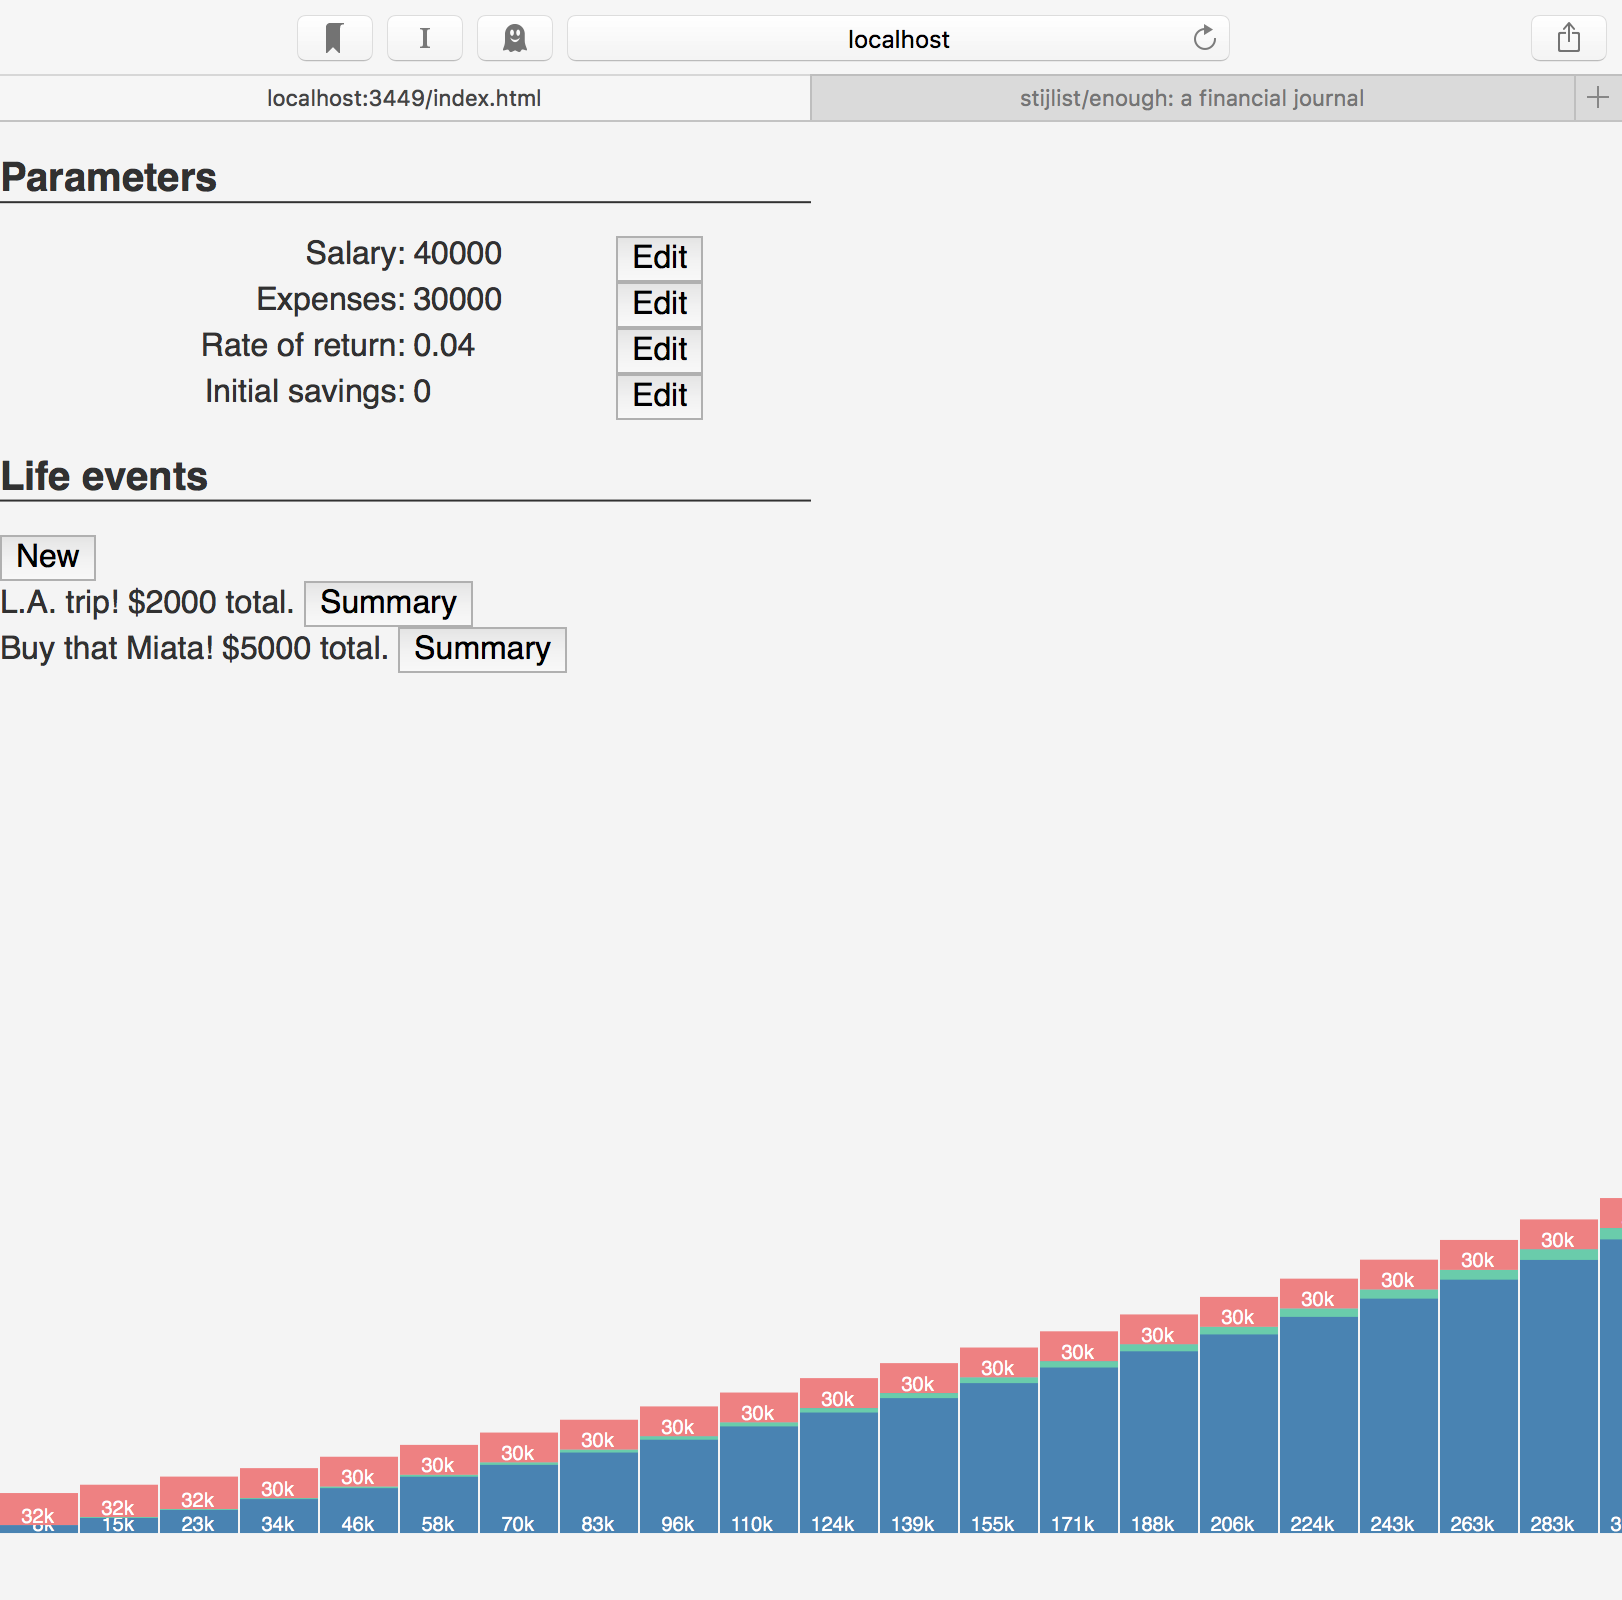 localhost
localhost:3449/index.html
stijlist/enough: a financial journal
Parameters
Salary: 40000 Edit
Expenses: 30000 Edit
Rate of return: 0.04 Edit
Initial savings: 0 Edit
Life events
New
L.A. trip! $2000 total. Summary
Buy that Miata! $5000 total. Summary
32k 32k 32k 30k 30k 30k 30k 30k 30k 30k 30k 30k 30k 30k 30k 30k 30k 30k 30k 30k
15k 23k 34k 46k 58k 70k 83k 96k 110k 124k 139k 155k 171k 188k 206k 224k 243k 263k 283k